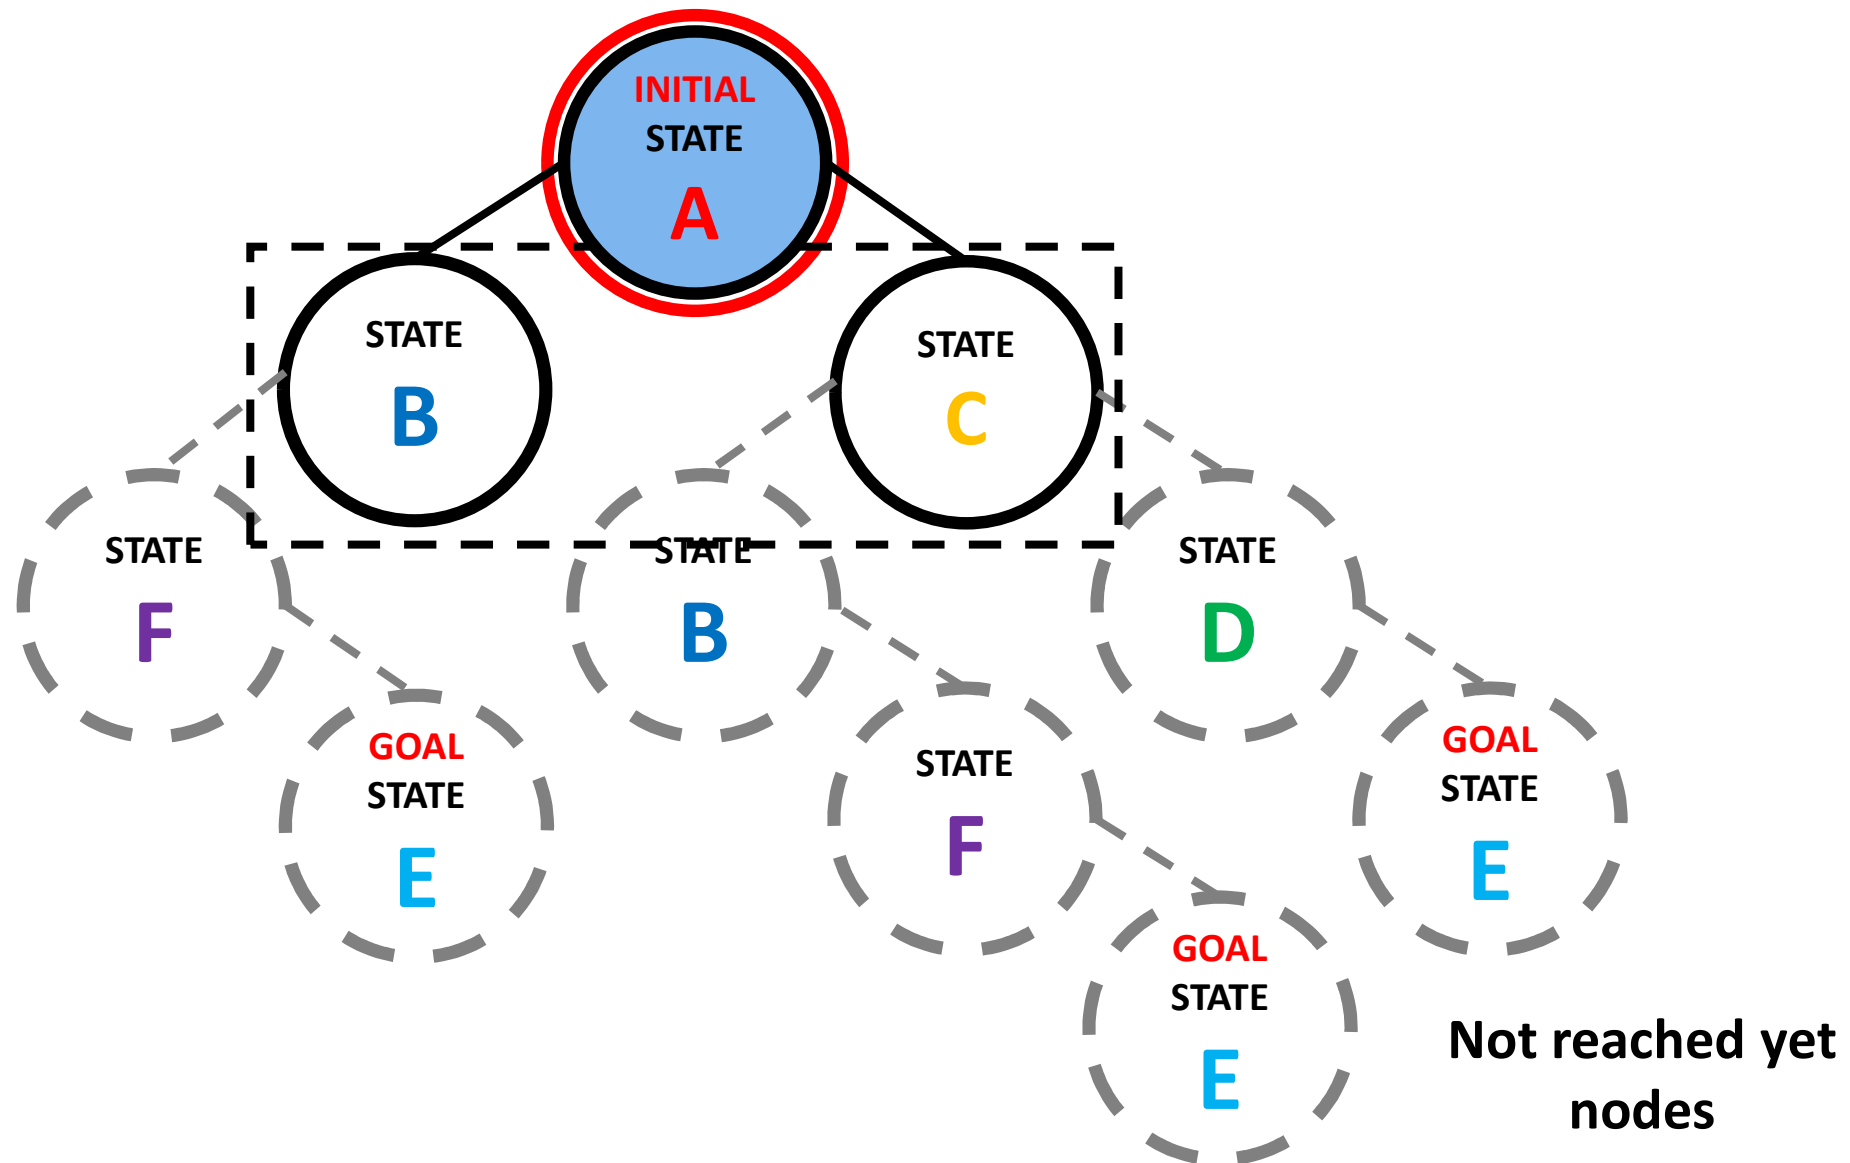 INITIAL
STATE
A
STATE
B
STATE
C
STATE
F
STATE
B
STATE
D
GOAL
STATE
E
STATE
F
GOAL
STATE
E
GOAL
STATE
E
Not reached yet
nodes